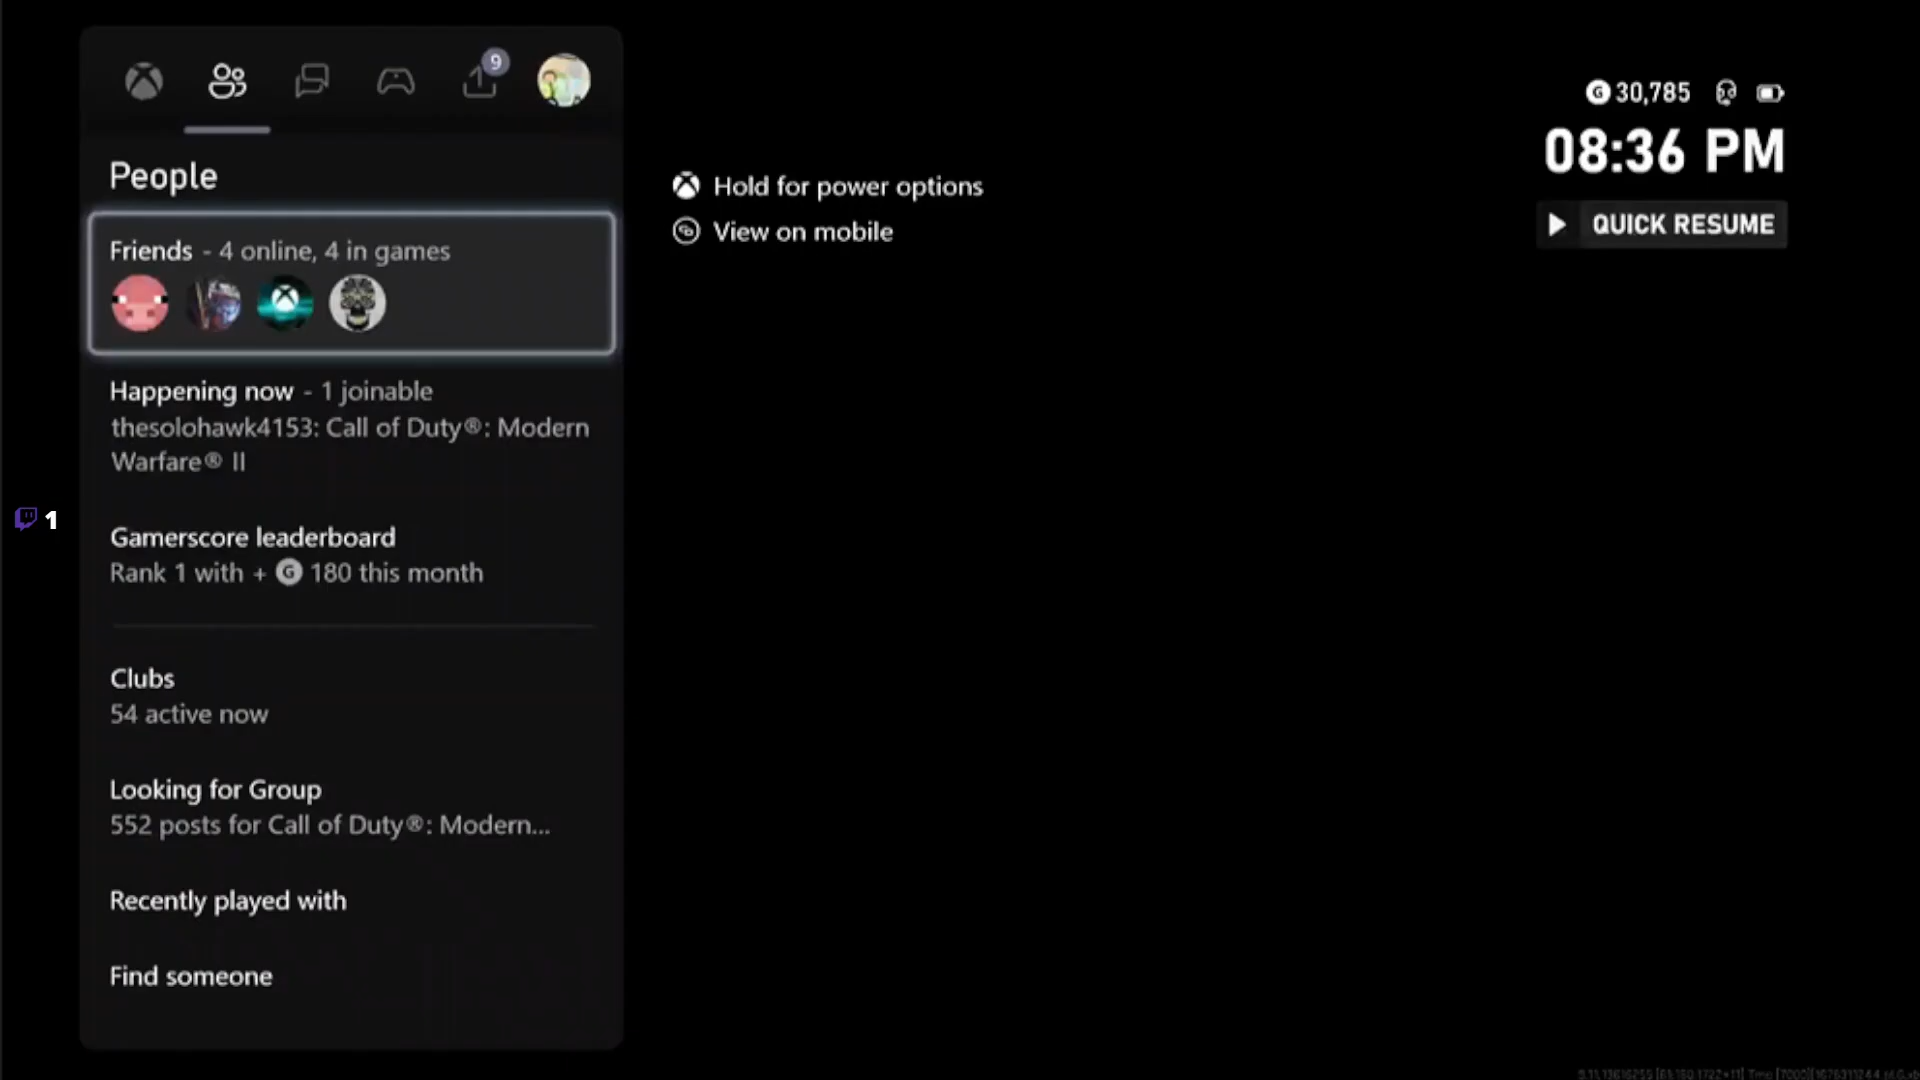 9
G 30,785
08:36 PM
QUICK RESUME
People
Hold for power options
View on mobile
Friends - 4 online, 4 in games
Happening now - 1 joinable
thesolohawk4153: Call of Duty®: Modern
Warfare® II
1
Gamerscore leaderboard
Rank 1 with + G 180 this month
Clubs
54 active now
Looking for Group
552 posts for Call of Duty®: Modern...
Recently played with
Find someone